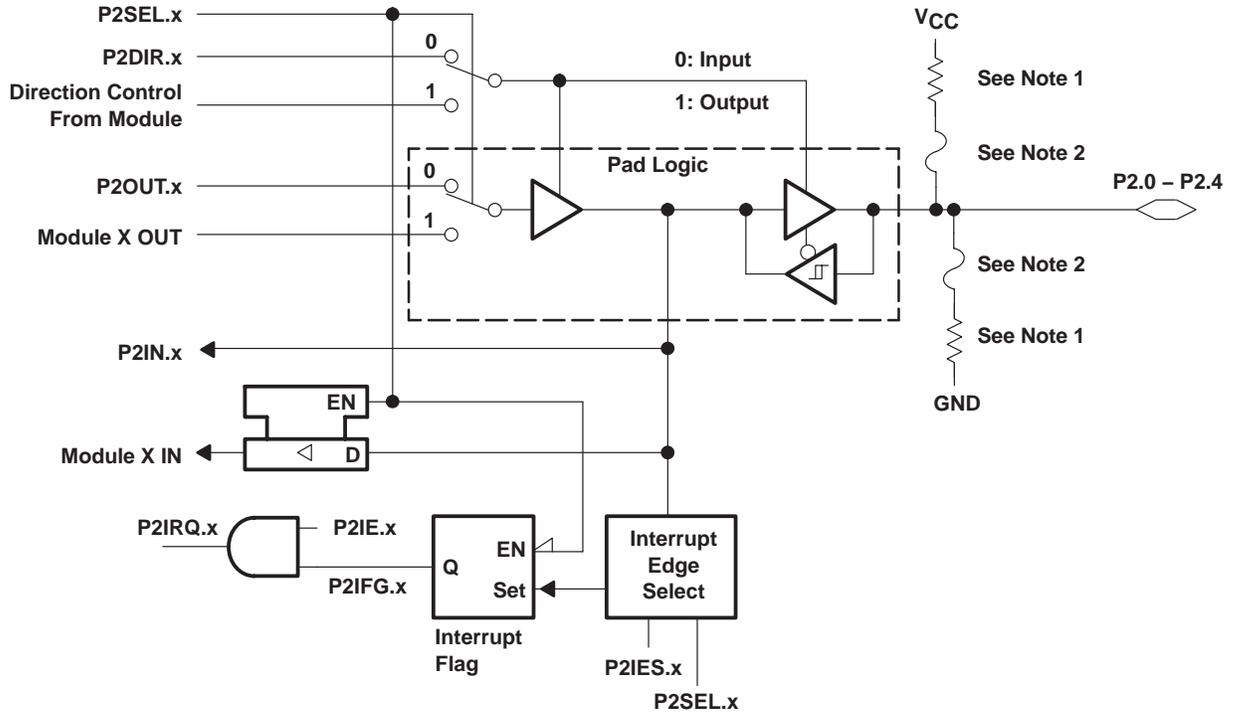 P2SEL.x
P2DIR.x
0
Direction Control
From Module
1
0: Input
1: Output
VCC
See Note 1
See Note 2
P2.0 – P2.4
Pad Logic
P2OUT.x
0
Module X OUT
1
See Note 2
See Note 1
GND
P2IN.x
EN
Module X IN
D
P2IRQ.x
P2IE.x
P2IFG.x
Q
EN
Set
Interrupt
Flag
Interrupt
Edge
Select
P2IES.x
P2SEL.x